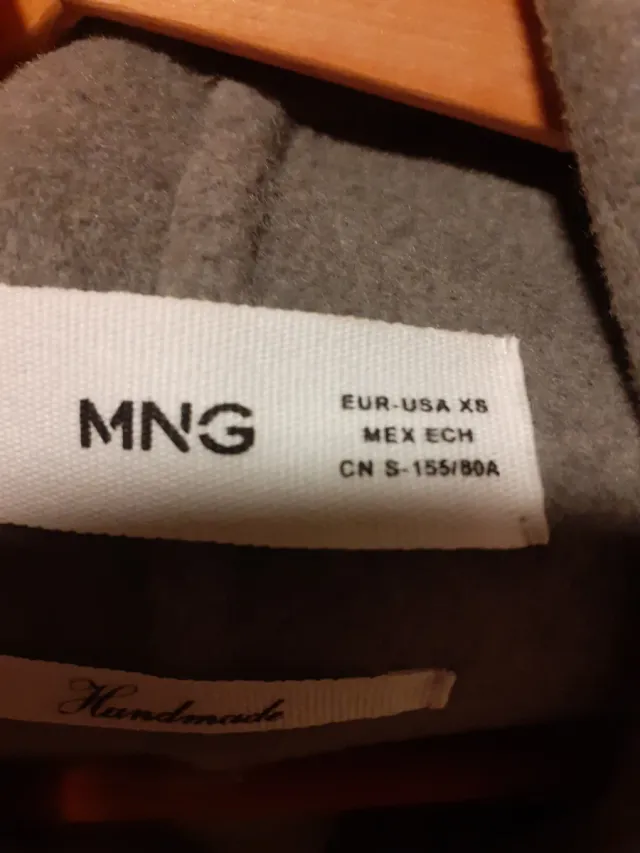 MNG
EUR-USA XS
MEX ECH
CN S-155/80A
Handmade